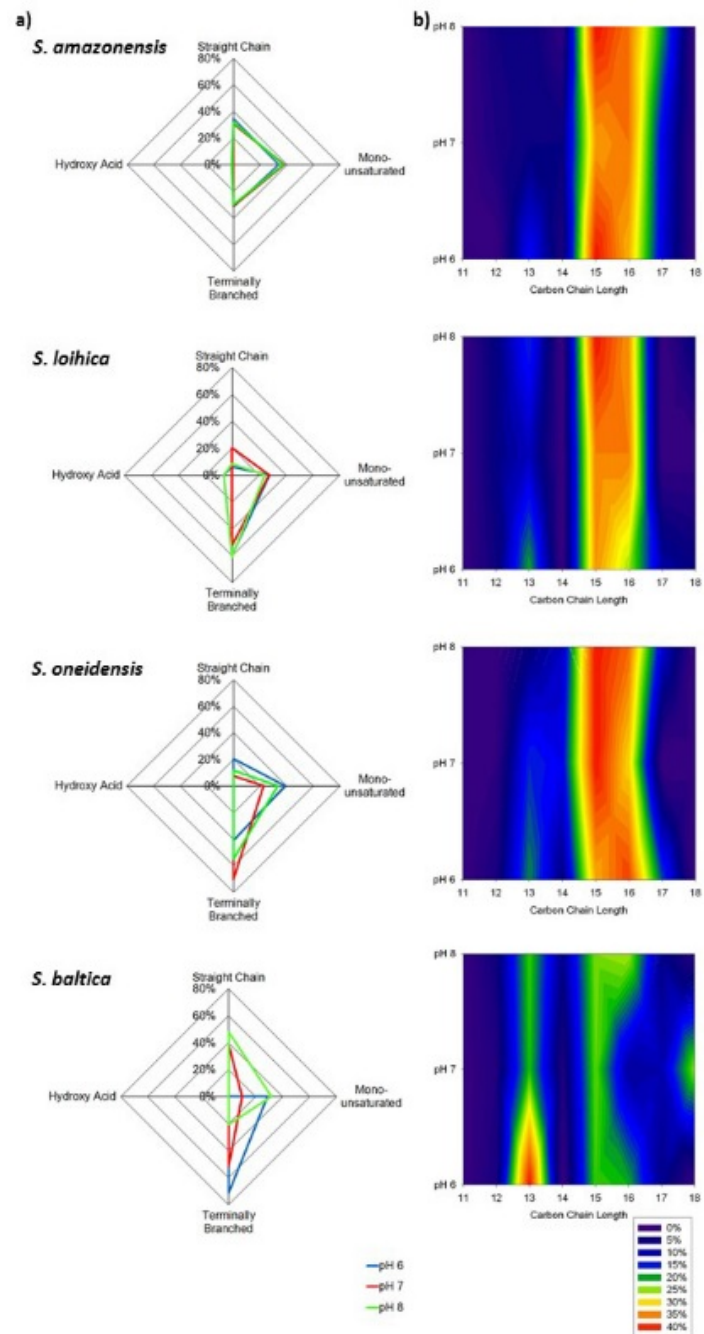 a)
b)
S. amazonensis
Straight Chain
80%
60%
40%
20%
0%
Hydroxy Acid
Mono-
unsaturated
Terminally
Branched
pH 8
pH 7
pH 6
11 12 13 14 15 16 17 18
Carbon Chain Length
S. loihica
Straight Chain
80%
60%
40%
20%
0%
Hydroxy Acid
Mono-
unsaturated
Terminally
Branched
pH 8
pH 7
pH 6
11 12 13 14 15 16 17 18
Carbon Chain Length
S. oneidensis
Straight Chain
80%
60%
40%
20%
0%
Hydroxy Acid
Mono-
unsaturated
Terminally
Branched
pH 8
pH 7
pH 6
11 12 13 14 15 16 17 18
Carbon Chain Length
S. baltica
Straight Chain
80%
60%
40%
20%
0%
Hydroxy Acid
Mono-
unsaturated
Terminally
Branched
pH 8
pH 7
pH 6
11 12 13 14 15 16 17 18
Carbon Chain Length
pH 6
pH 7
pH 8
0%
5%
10%
15%
20%
25%
30%
35%
40%